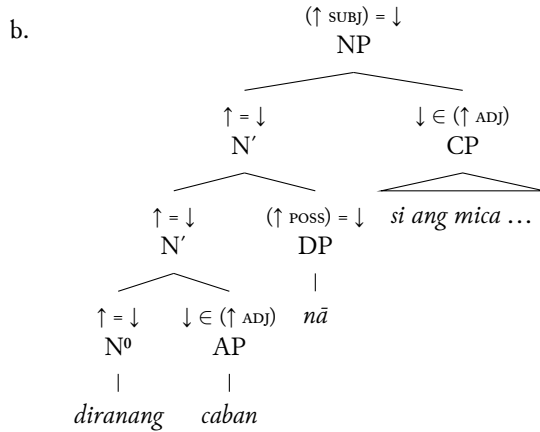 b.
(↑ SUBJ) = ↓
NP
↑ = ↓ ↓ ∈ (↑ ADJ)
N′ CP
↑ = ↓ (↑ POSS) = ↓ si ang mica …
N′ DP
↑ = ↓ ↓ ∈ (↑ ADJ) nā
N⁰ AP
diranang caban